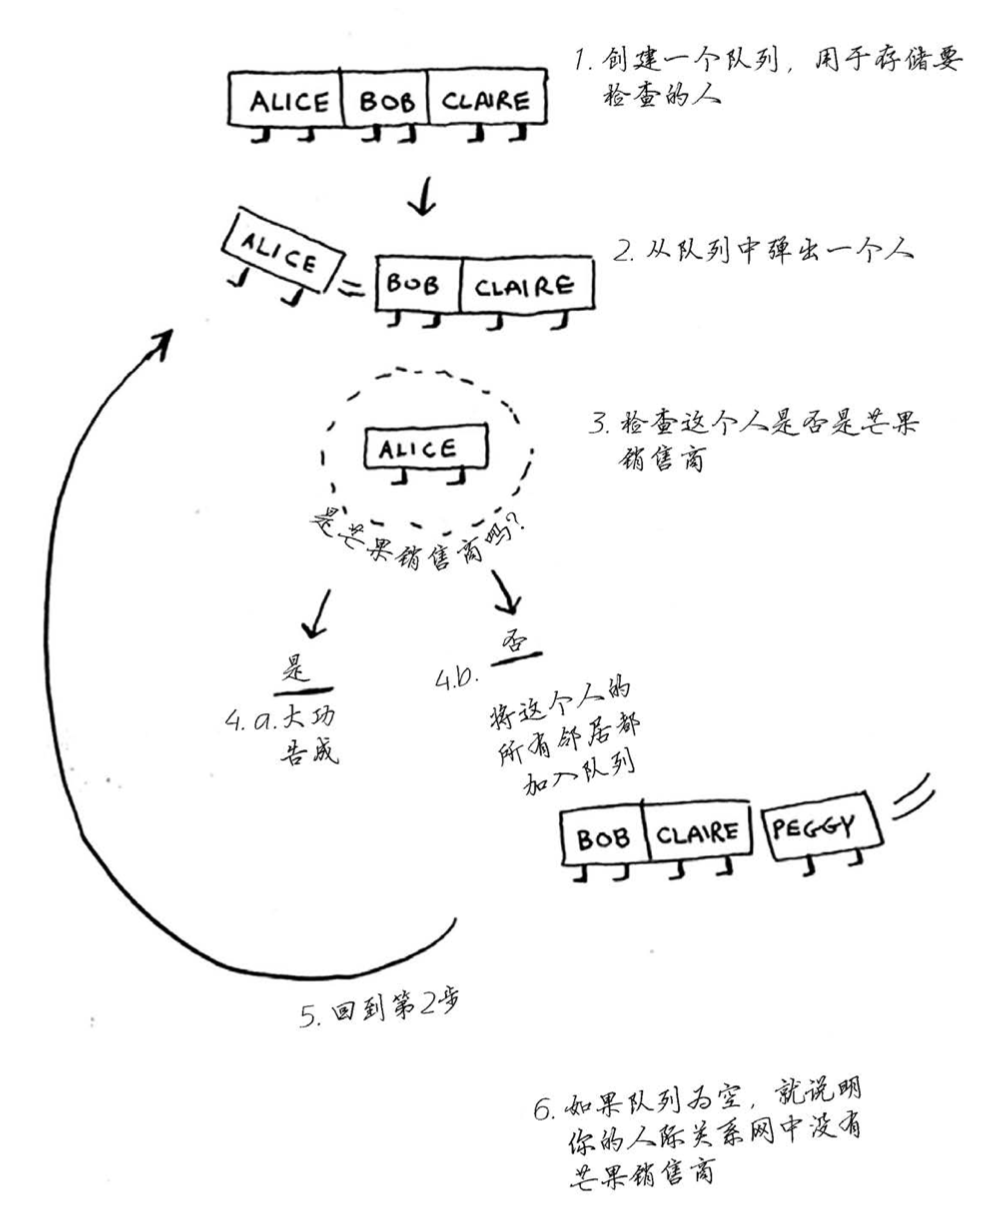 1. 创建一个队列，用于存储要
检查的人
ALICE BOB CLAIRE
2. 从队列中弹出一个人
ALICE BOB CLAIRE
3. 检查这个人是否是芒果
销售商
ALICE
是芒果销售商吗？
是
4.a.大功
告成
否
4.b.
将这个人的
所有邻居都
加入队列
BOB CLAIRE PEGGY
5. 回到第2步
6. 如果队列为空，就说明
你的人际关系网中没有
芒果销售商